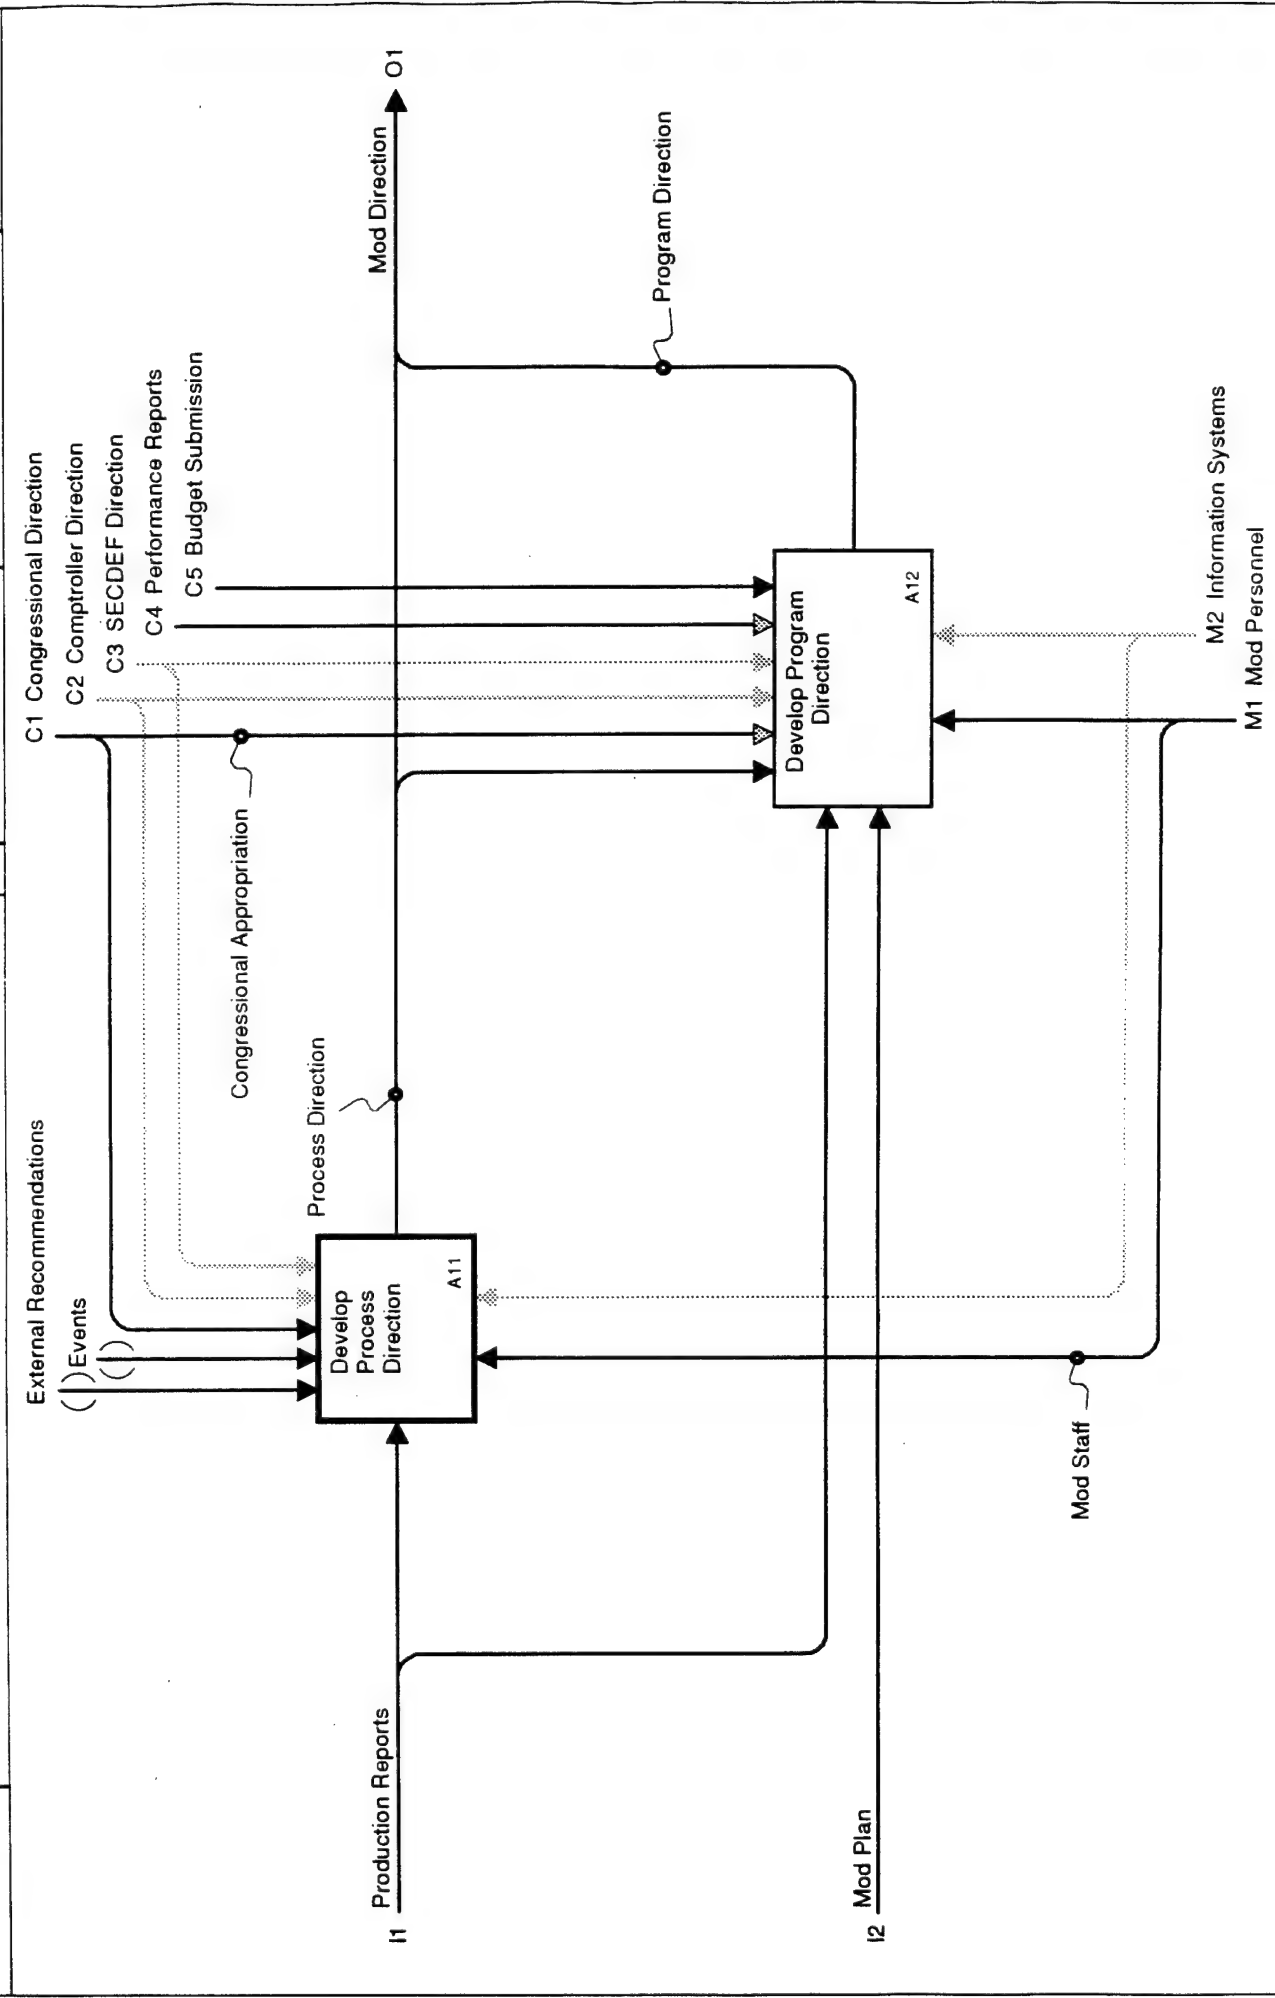 External Recommendations
Events
C1 Congressional Direction
C2 Comptroller Direction
C3 SECDEF Direction
C4 Performance Reports
C5 Budget Submission
Congressional Appropriation
Process Direction
Develop
Process
Direction
A11
I1
Production Reports
Mod Direction
O1
Program Direction
Develop Program
Direction
A12
I2
Mod Plan
Mod Staff
M2 Information Systems
M1 Mod Personnel